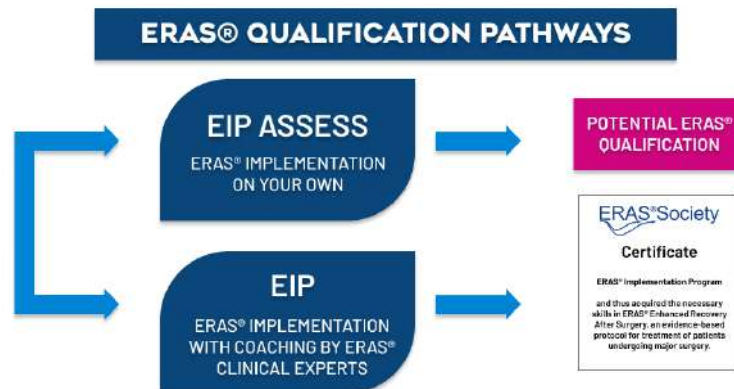 ERAS® QUALIFICATION PATHWAYS
EIP ASSESS
ERAS® IMPLEMENTATION
ON YOUR OWN
POTENTIAL ERAS®
QUALIFICATION
EIP
ERAS® IMPLEMENTATION
WITH COACHING BY ERAS®
CLINICAL EXPERTS
ERAS®Society
Certificate
ERAS® Implementation Program
and thus acquired the necessary
skills in ERAS® Enhanced Recovery
After Surgery, an evidence-based
protocol for treatment of patients
undergoing major surgery.